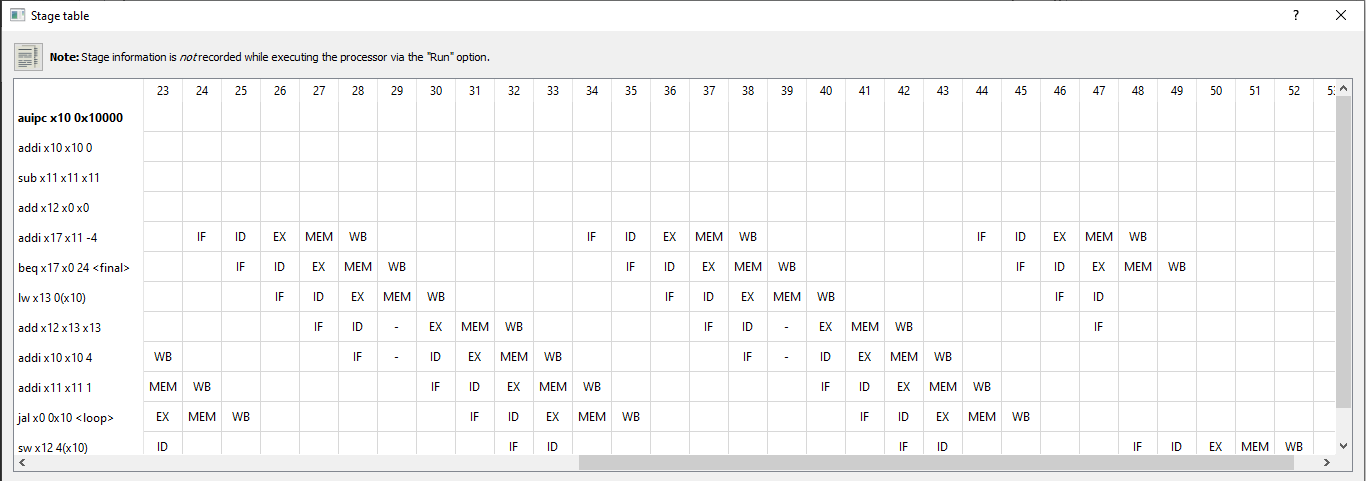 Stage table ?
Note: Stage information is not recorded while executing the processor via the "Run" option.
23 24 25 26 27 28 29 30 31 32 33 34 35 36 37 38 39 40 41 42 43 44 45 46 47 48 49 50 51 52
auipc x10 0x10000
addi x10 x10 0
sub x11 x11 x11
add x12 x0 x0
addi x17 x11 -4 IF ID EX MEM WB IF ID EX MEM WB IF ID EX MEM WB
beq x17 x0 24 <final> IF ID EX MEM WB IF ID EX MEM WB IF ID EX MEM WB
lw x13 0(x10) IF ID EX MEM WB IF ID EX MEM WB IF ID
add x12 x13 x13 IF ID - EX MEM WB IF ID - EX MEM WB IF
addi x10 x10 4 WB IF - ID EX MEM WB IF - ID EX MEM WB
addi x11 x11 1 MEM WB IF ID EX MEM WB IF ID EX MEM WB
jal x0 0x10 <loop> EX MEM WB IF ID EX MEM WB IF ID EX MEM WB
sw x12 4(x10) ID IF ID IF ID IF ID EX MEM WB